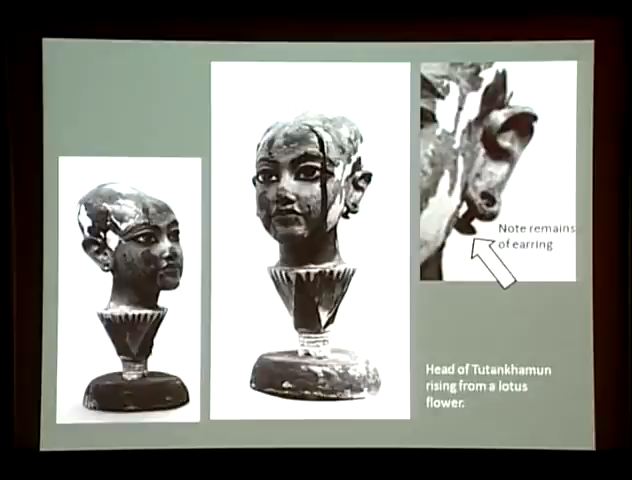 Note remains
of earring
Head of Tutankhamun
rising from a lotus
flower.